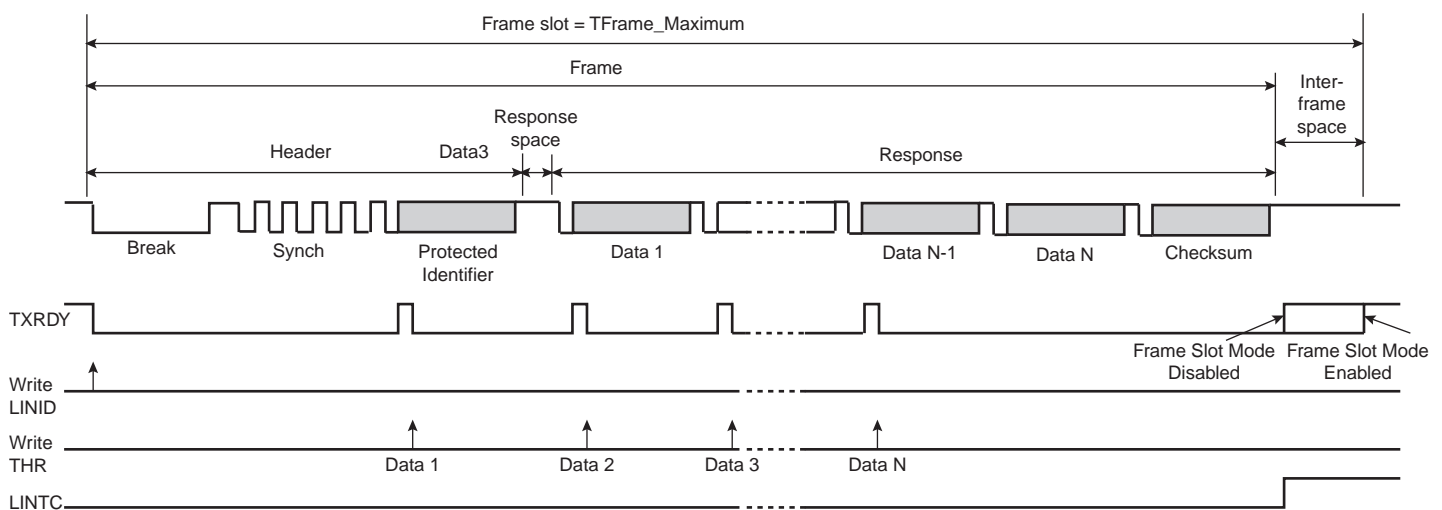 Frame slot = TFrame_Maximum
Frame
Inter-
frame
space
Response
space
Header
Data3
Response
Break
Synch
Protected
Identifier
Data 1
Data N-1
Data N
Checksum
TXRDY
Frame Slot Mode
Disabled
Frame Slot Mode
Enabled
Write
LINID
Write
THR
Data 1
Data 2
Data 3
Data N
LINTC